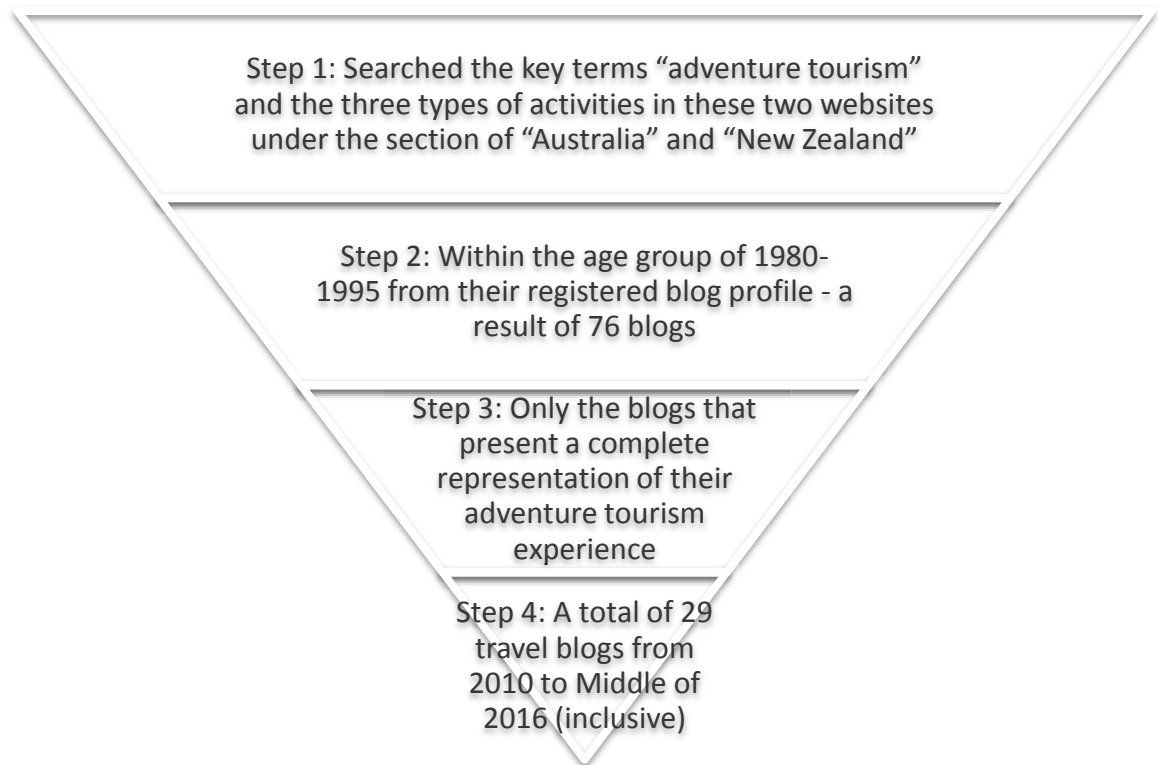 Step 1: Searched the key terms “adventure tourism”
and the three types of activities in these two websites
under the section of “Australia” and “New Zealand”
Step 2: Within the age group of 1980-
1995 from their registered blog profile - a
result of 76 blogs
Step 3: Only the blogs that
present a complete
representation of their
adventure tourism
experience
Step 4: A total of 29
travel blogs from
2010 to Middle of
2016 (inclusive)